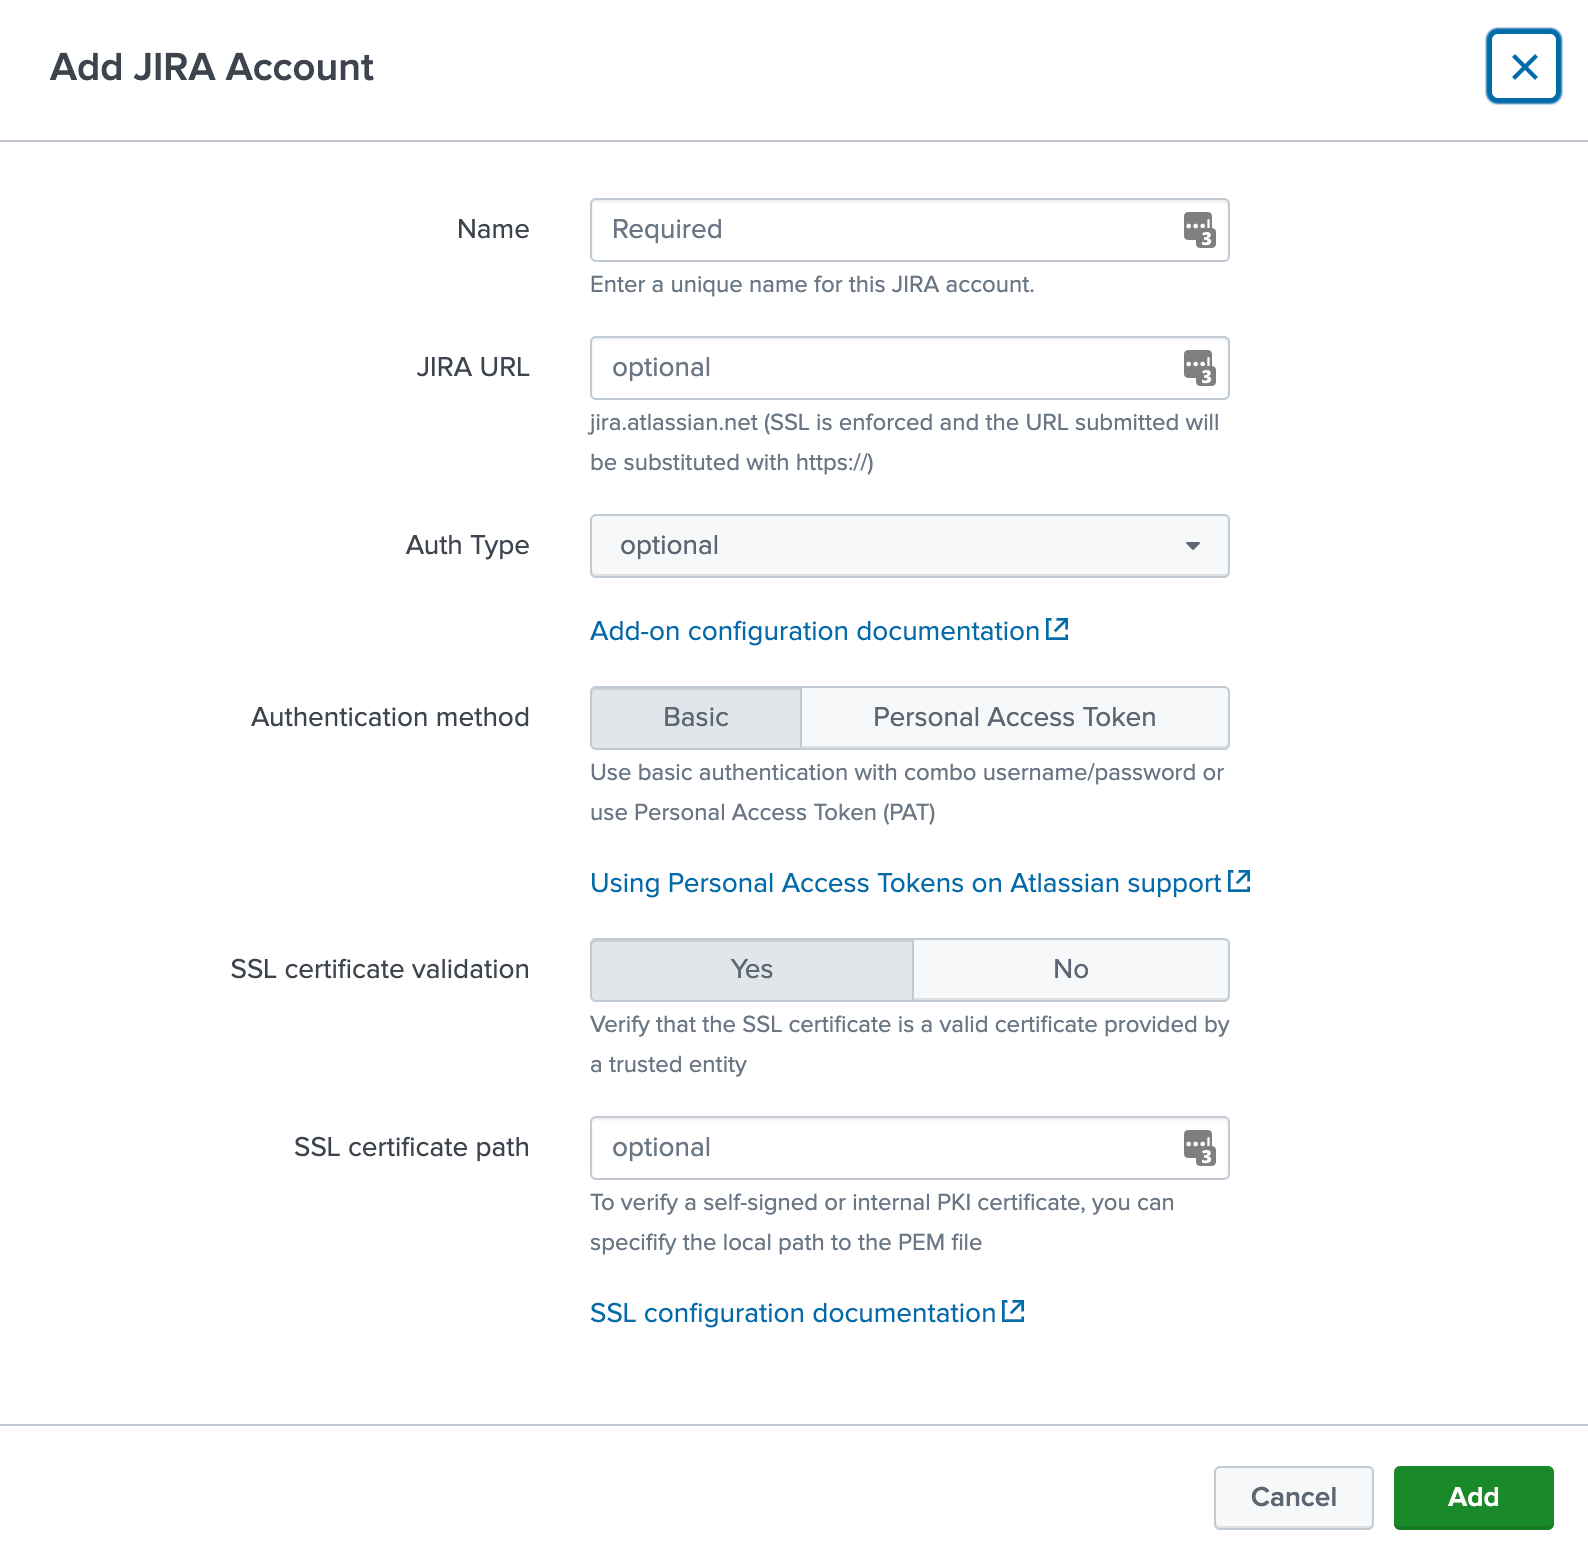 Add JIRA Account
Name
Required
3
Enter a unique name for this JIRA account.
JIRA URL
optional
3
jira.atlassian.net (SSL is enforced and the URL submitted will
be substituted with https://)
Auth Type
optional
Add-on configuration documentation
Authentication method
Basic
Personal Access Token
Use basic authentication with combo username/password or
use Personal Access Token (PAT)
Using Personal Access Tokens on Atlassian support
SSL certificate validation
Yes
No
Verify that the SSL certificate is a valid certificate provided by
a trusted entity
SSL certificate path
optional
3
To verify a self-signed or internal PKI certificate, you can
specifify the local path to the PEM file
SSL configuration documentation
Cancel
Add